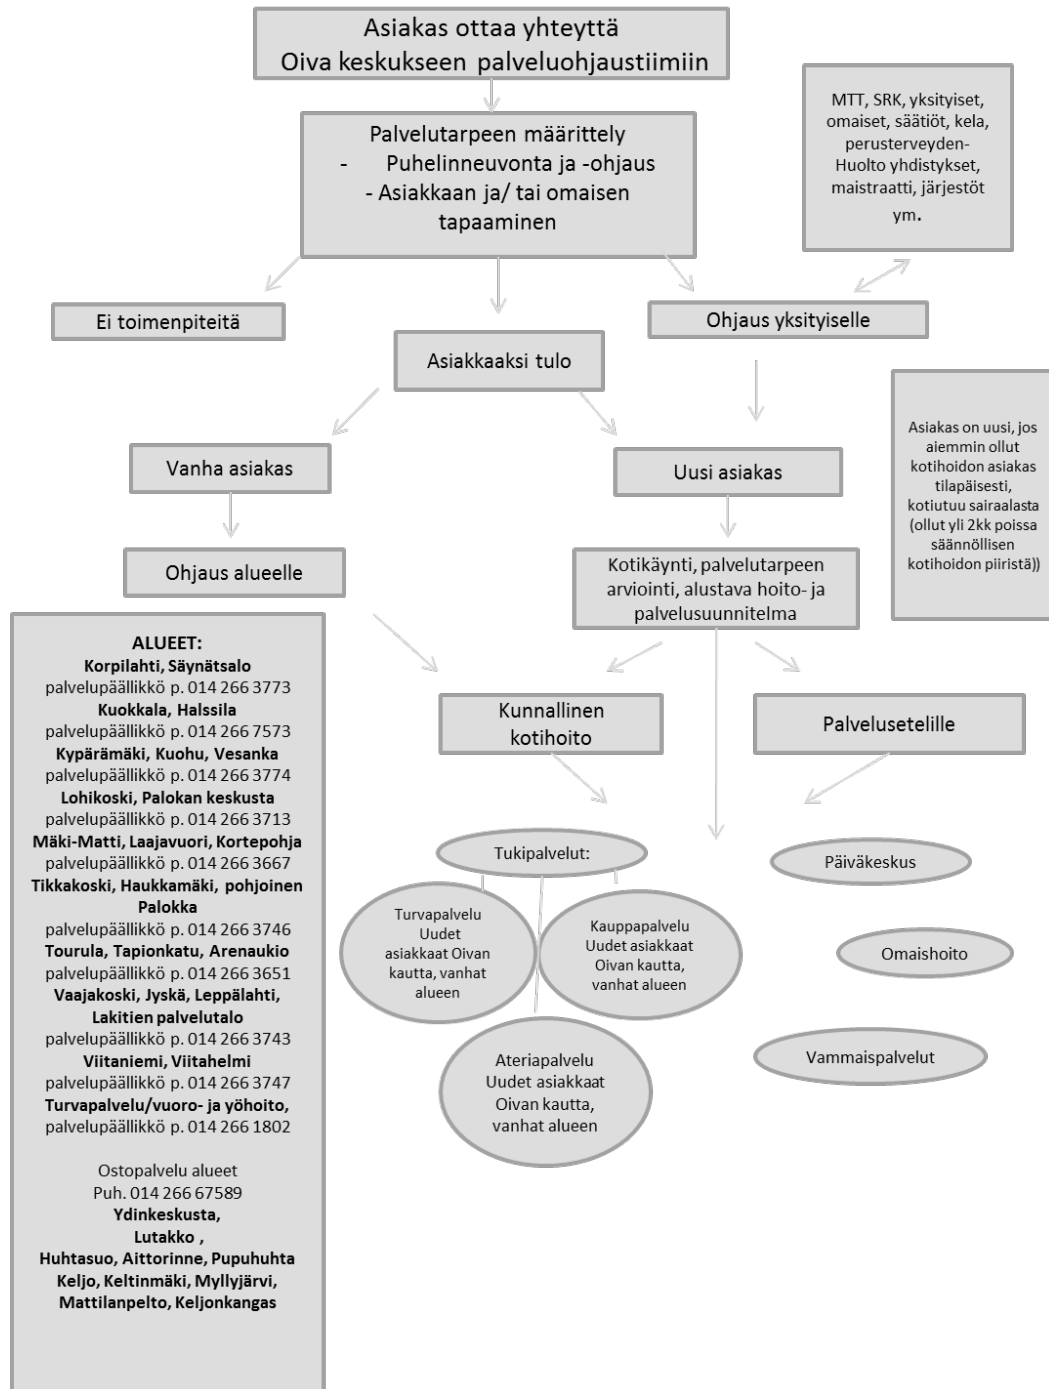 Asiakas ottaa yhteyttä
Oiva keskukseen palveluohjaustiimiin
MTT, SRK, yksityiset,
omaiset, säätiöt, kela,
perusterveyden-
Huolto yhdistykset,
maistraatti, järjestöt
ym.
Palvelutarpeen määrittely
- Puhelinneuvonta ja -ohjaus
- Asiakkaan ja/ tai omaisen
tapaaminen
Ei toimenpiteitä
Ohjaus yksityiselle
Asiakkaaksi tulo
Asiakas on uusi, jos
aiemmin ollut
kotihoidon asiakas
tilapäisesti,
kotiutuu sairaalasta
(ollut yli 2kk poissa
säännöllisen
kotihoidon piiristä))
Vanha asiakas
Uusi asiakas
Ohjaus alueelle
Kotikäynti, palvelutarpeen
arviointi, alustava hoito- ja
palvelusuunnitelma
ALUEET:
Korpilahti, Säynätsalo
palvelupäällikkö p. 014 266 3773
Kuokkala, Halssila
palvelupäällikkö p. 014 266 7573
Kypärämäki, Kuohu, Vesanka
palvelupäällikkö p. 014 266 3774
Lohikoski, Palokan keskusta
palvelupäällikkö p. 014 266 3713
Mäki-Matti, Laajavuori, Kortepohja
palvelupäällikkö p. 014 266 3667
Tikkakoski, Haukkamäki, pohjoinen
Palokka
palvelupäällikkö p. 014 266 3746
Tourula, Tapionkatu, Arenaukio
palvelupäällikkö p. 014 266 3651
Vaajakoski, Jyskä, Leppälahti,
Lakitien palvelutalo
palvelupäällikkö p. 014 266 3743
Viitaniemi, Viitahelmi
palvelupäällikkö p. 014 266 3747
Turvapalvelu/vuoro- ja yöhoito,
palvelupäällikkö p. 014 266 1802
Ostopalvelu alueet
Puh. 014 266 67589
Ydinkeskusta,
Lutakko ,
Huhtasuo, Aittorinne, Pupuhuhta
Keljo, Keltinmäki, Myllyjärvi,
Mattilanpelto, Keljonkangas
Kunnallinen
kotihoito
Palvelusetelille
Tukipalvelut:
Turvapalvelu
Uudet
asiakkaat Oivan
kautta, vanhat
alueen
Kauppapalvelu
Uudet asiakkaat
Oivan kautta,
vanhat alueen
Ateriapalvelu
Uudet asiakkaat
Oivan kautta,
vanhat alueen
Päiväkeskus
Omaishoito
Vammaispalvelut